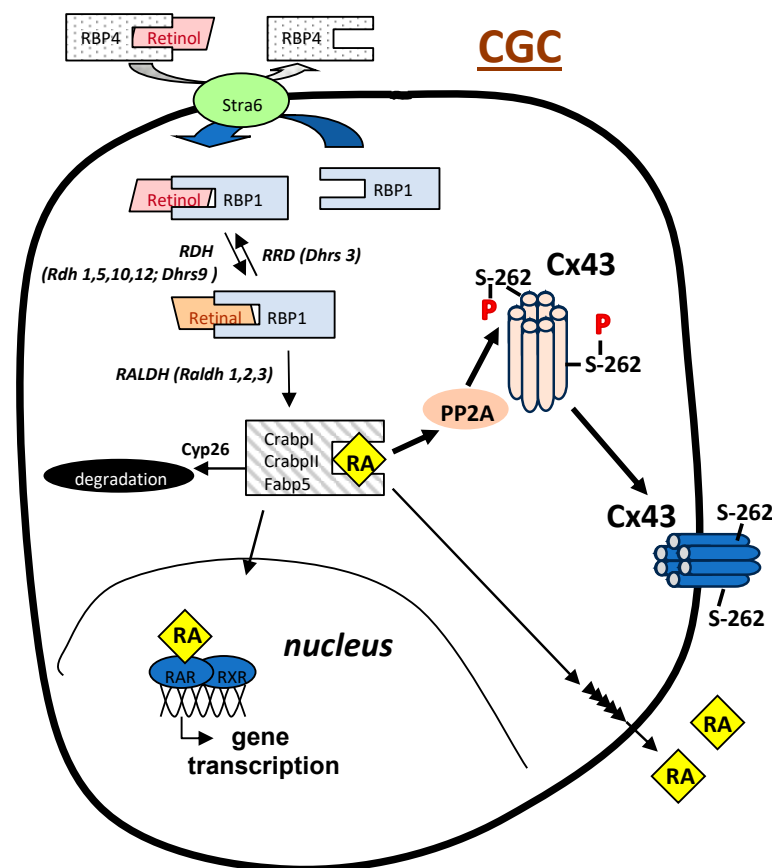 RBP4 Retinol
RBP4
CGC
Stra6
Retinol RBP1
RBP1
RDH
RRD (Dhrs 3)
(Rdh 1,5,10,12; Dhrs9 )
Retinal RBP1
Cx43
S-262
P
P
S-262
RALDH (Raldh 1,2,3)
PP2A
CrabpI
CrabpII
Fabp5
RA
Cyp26
degradation
Cx43
S-262
S-262
nucleus
RA
RAR RXR
gene
transcription
RA
RA